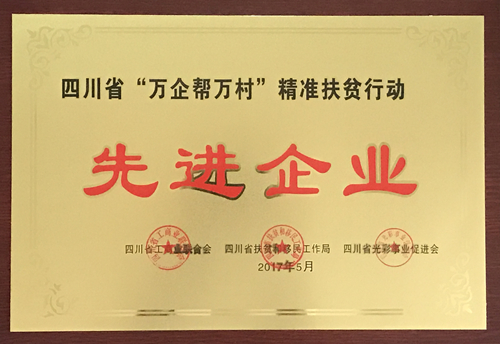 四川省“万企帮万村”精准扶贫行动
先进企业
四川省工商业联合会 四川省扶贫和移民工作局 四川省光彩事业促进会
2017年5月